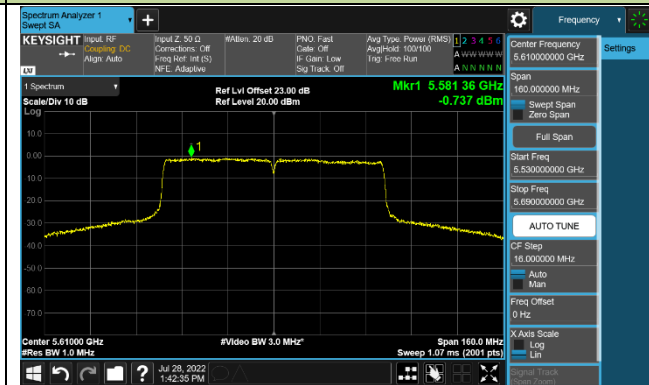 Spectrum Analyzer 1
Swept SA
+
Frequency
KEYSIGHT
Input: RF
Coupling: DC
Align: Auto
Input Z: 50 Ω
Corrections: Off
Freq Ref: Int (S)
NFE: Adaptive
#Atten: 20 dB
PNO: Fast
Gate: Off
IF Gain: Low
Sig Track: Off
Avg Type: Power (RMS)
Avg|Hold: 100/100
Trig: Free Run
1 2 3 4 5 6
A W W W W W
A N N N N N
LXI
1 Spectrum
Scale/Div 10 dB
Log
Ref Lvl Offset 23.00 dB
Ref Level 20.00 dBm
Mkr1 5.581 36 GHz
-0.737 dBm
1
10.0
0.00
-10.0
-20.0
-30.0
-40.0
-50.0
-60.0
-70.0
Center 5.61000 GHz
#Res BW 1.0 MHz
#Video BW 3.0 MHz*
Span 160.0 MHz
Sweep 1.07 ms (2001 pts)
Jul 28, 2022
1:42:35 PM
?
Center Frequency
5.610000000 GHz
Settings
Span
160.000000 MHz
Swept Span
Zero Span
Full Span
Start Freq
5.530000000 GHz
Stop Freq
5.690000000 GHz
AUTO TUNE
CF Step
16.000000 MHz
Auto
Man
Freq Offset
0 Hz
X Axis Scale
Log
Lin
Signal Track
(Span Zoom)